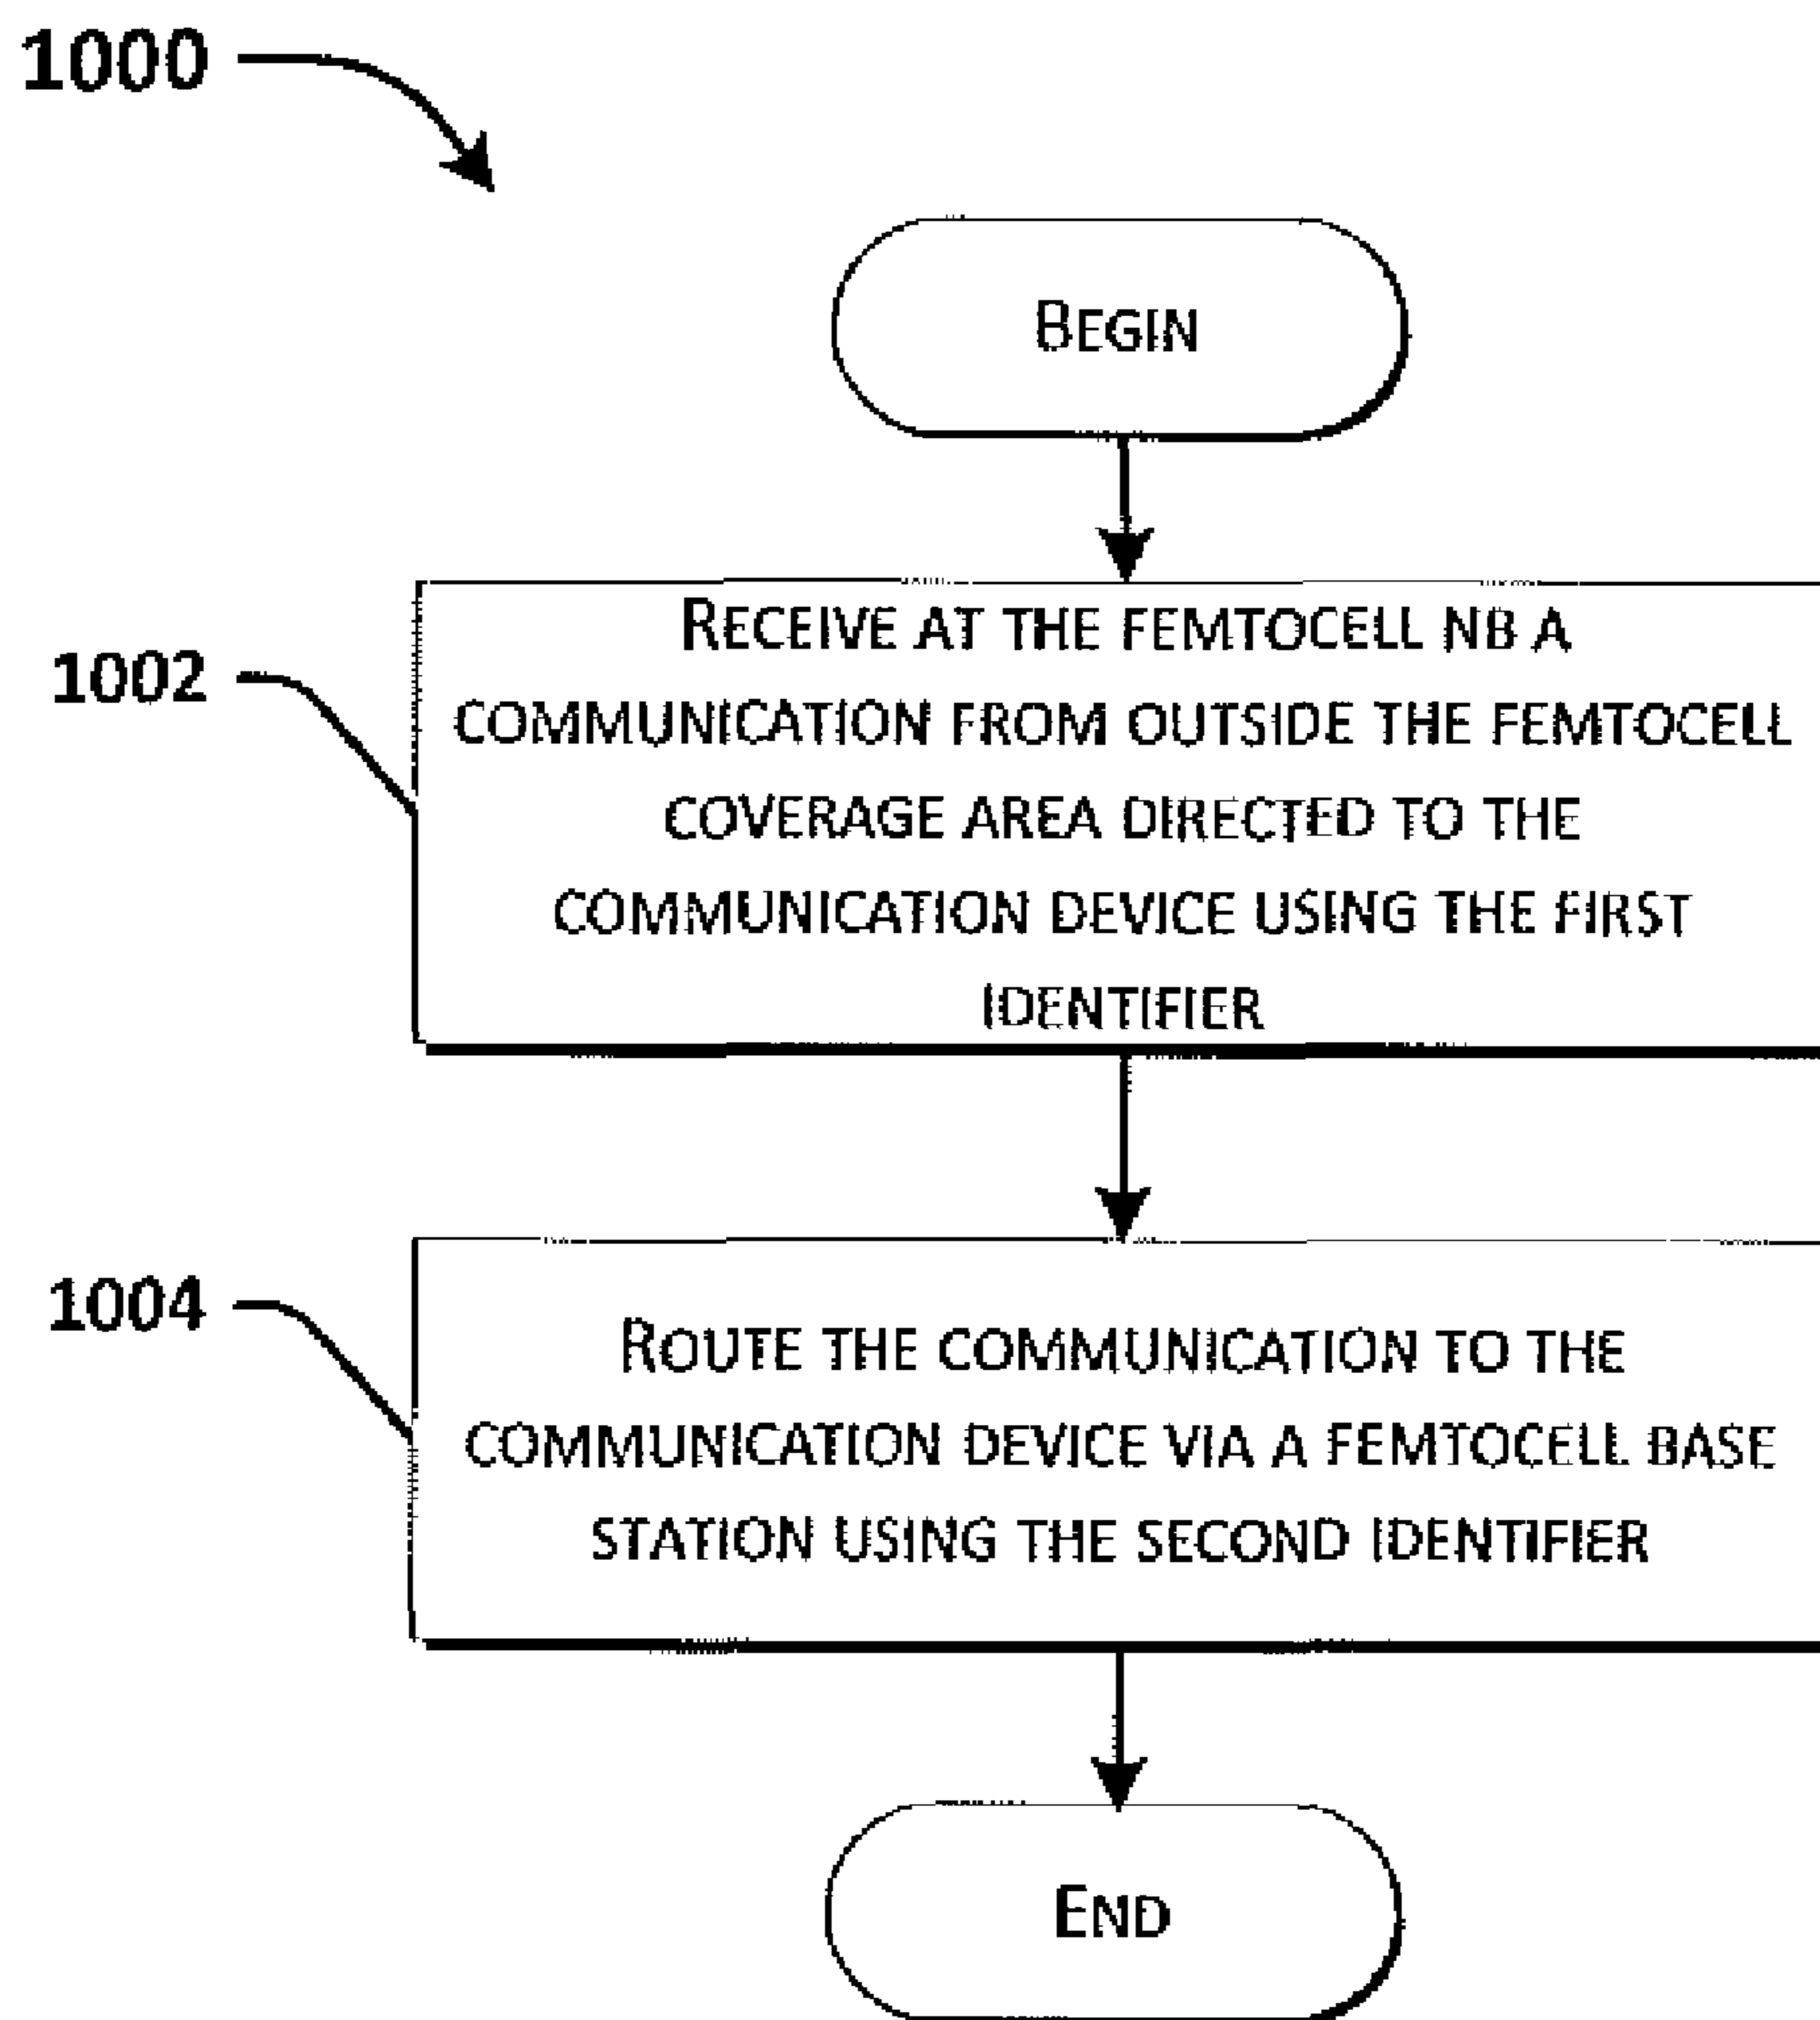 1000
BEGIN
RECEIVE AT THE FEMTOCELL NB A
1002
COMMUNICATION FROM OUTSIDE THE FEMTOCELL
COVERAGE AREA DIRECTED TO THE
COMMUNICATION DEVICE USING THE FIRST
IDENTIFIER
1004
ROUTE THE COMMUNICATION TO THE
COMMUNICATION DEVICE VIA A FEMTOCELL BASE
STATION USING THE SECOND IDENTIFIER
END